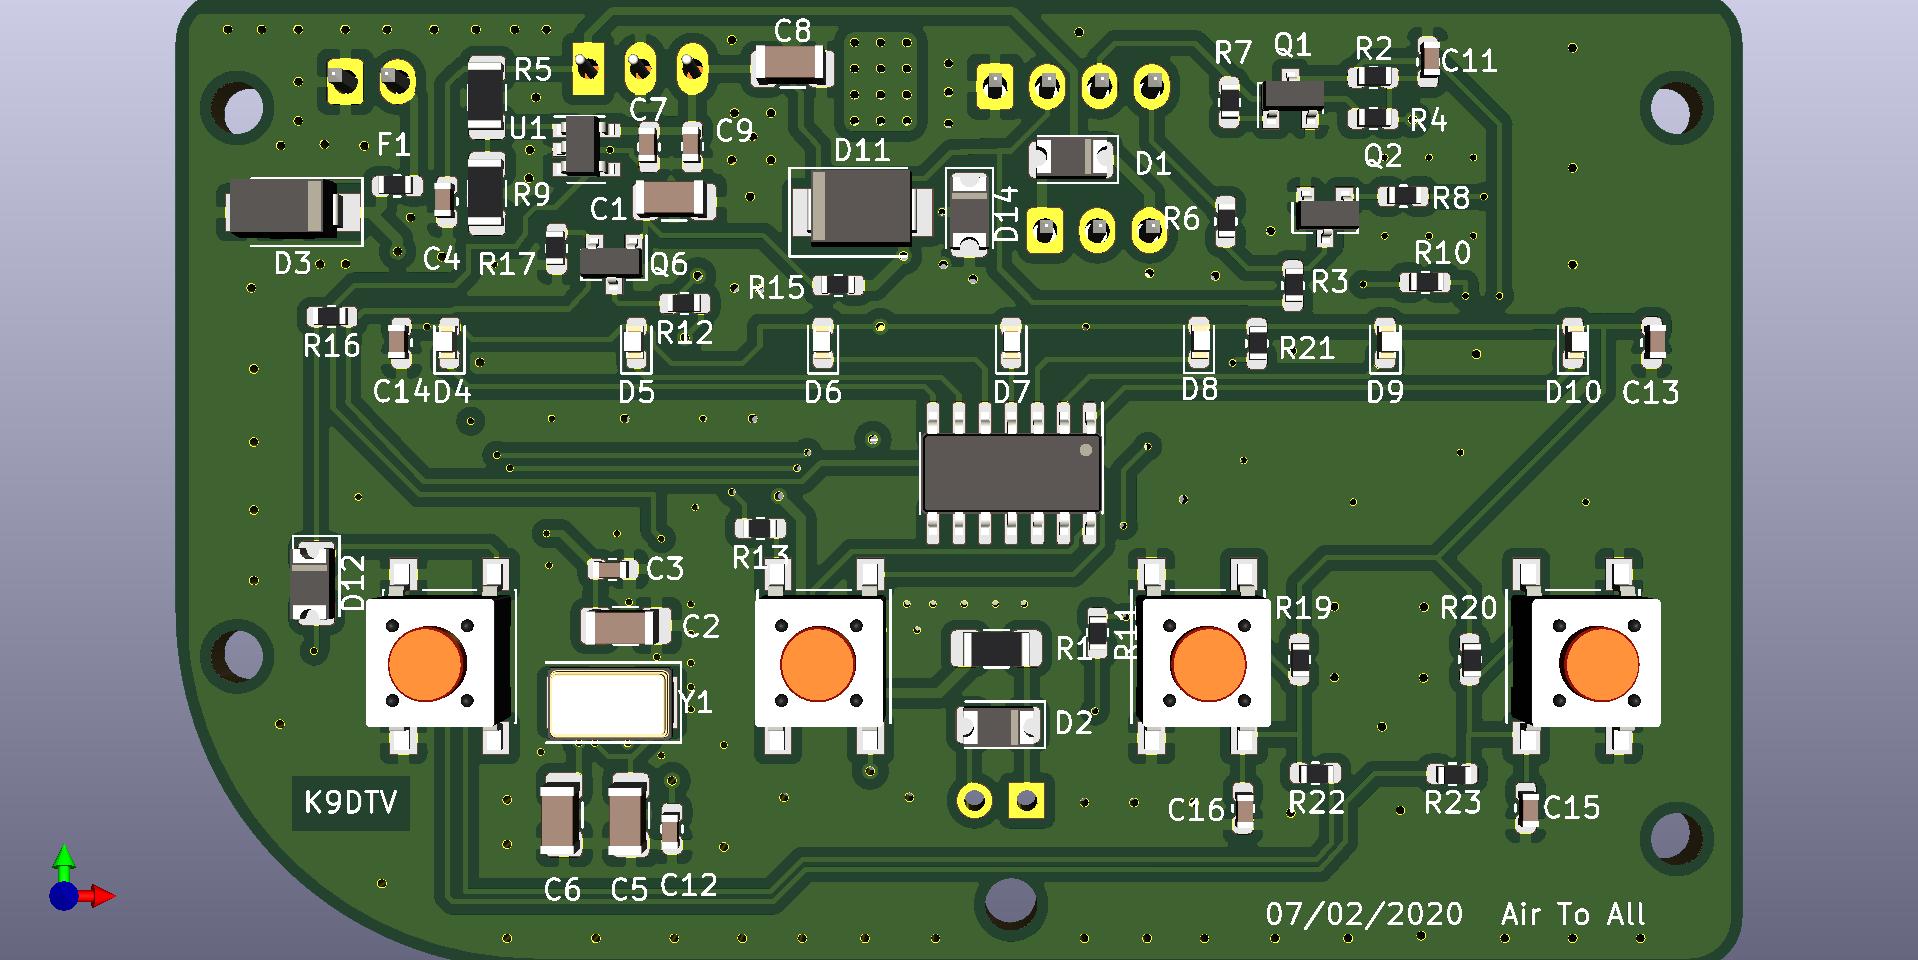 C8
R7 Q1 R2 C11
R5
U1 C7 C9 R4
F1 D11 D1 Q2
R9 C1 D14 R6 R8
D3 C4 R17 Q6 R15 R3 R10
R16 R12 R21
C14 D4 D5 D6 D7 D8 D9 D10 C13
R13
D12 C3
C2 R1 R11 R19 R20
Y1 D2
K9DTV C16 R22 R23 C15
C6 C5 C12
07/02/2020 Air To All